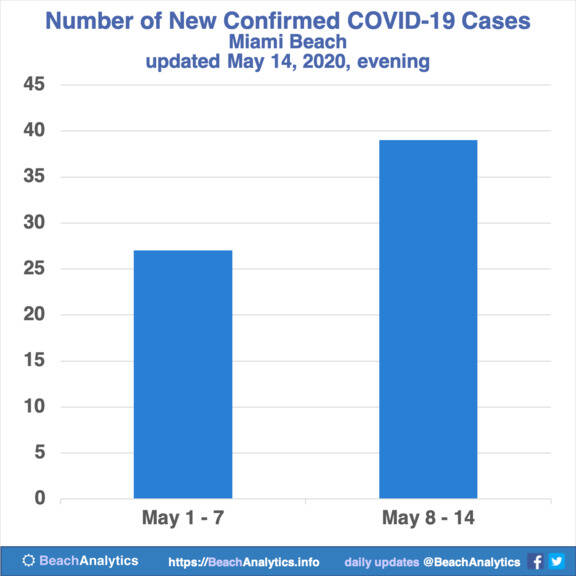 Number of New Confirmed COVID-19 Cases
Miami Beach
updated May 14, 2020, evening
45
40
35
30
25
20
15
10
5
0
May 1 - 7
May 8 - 14
BeachAnalytics
https://BeachAnalytics.info
daily updates @BeachAnalytics